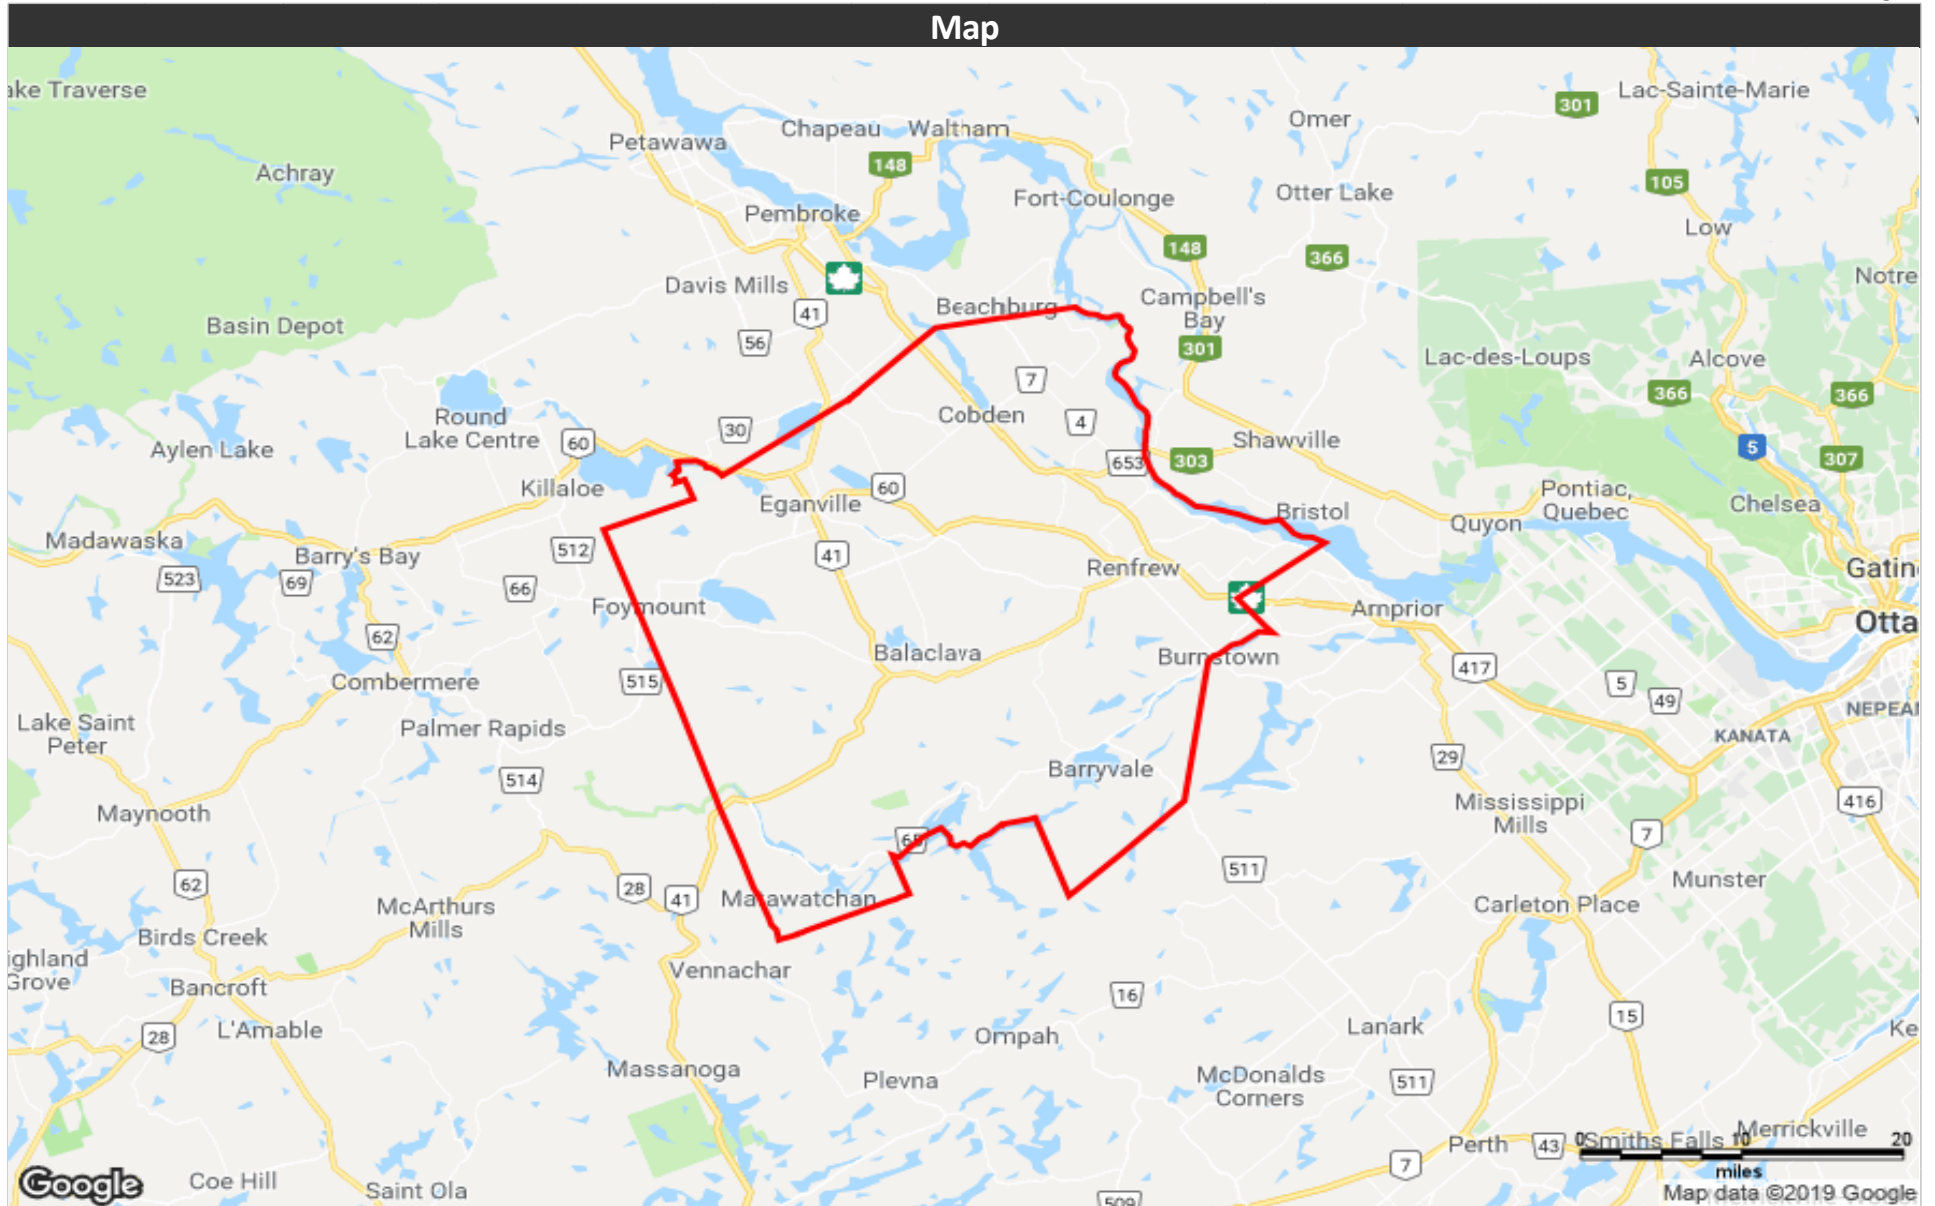 Map
ake Traverse
Lac-Sainte-Marie
301
Omer
Chapeau
Waltham
Petawawa
148
Achray
105
Otter Lake
Fort-Coulonge
Pembroke
Low
148
366
Notre
Davis Mills
Campbell's
Bay
Beachburg
41
Basin Depot
56
301
Lac-des-Loups
Alcove
7
366
366
Round
Lake Centre
Cobden
4
30
60
Aylen Lake
Shawville
5
307
653
303
Killaloe
60
Eganville
Pontiac,
Quebec
Chelsea
Bristol
Quyon
Madawaska
Barry's Bay
512
41
523
69
66
Renfrew
Gatin
Foymount
Arnprior
Otta
62
Balaclava
Burnstown
417
Combermere
515
5
49
NEPEAN
Lake Saint
Peter
Palmer Rapids
KANATA
29
514
Barryvale
Maynooth
Mississippi
Mills
416
65
7
511
62
28
41
Matawatchan
Munster
McArthurs
Mills
Carleton Place
Birds Creek
ighland
Grove
Vennachar
Bancroft
16
15
L'Amable
28
Ompah
Lanark
Ke
Massanoga
Plevna
McDonalds
Corners
511
Merrickville
Perth
43
Smiths Falls
0 10 20
miles
7
Google
Coe Hill
Saint Ola
509
Map data ©2019 Google